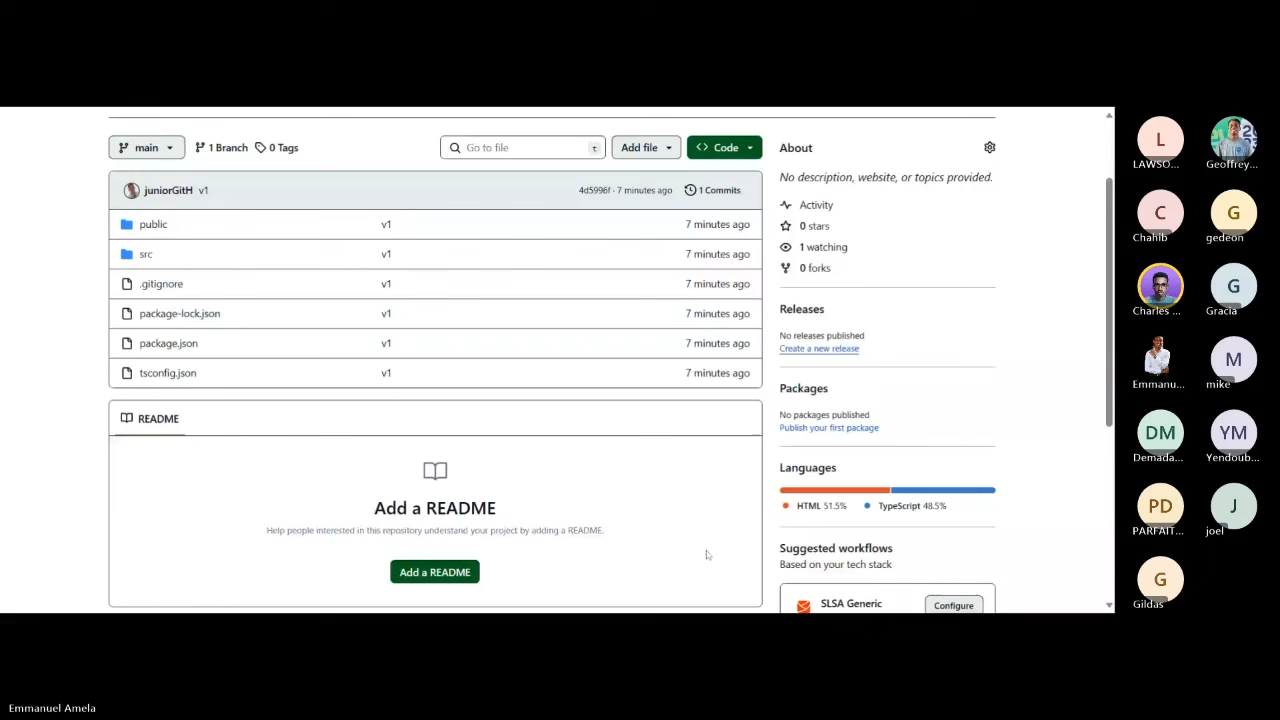 main
1 Branch
0 Tags
Go to file
t
Add file
Code
juniorGitH v1
4d5996f · 7 minutes ago
1 Commits
public v1 7 minutes ago
src v1 7 minutes ago
.gitignore v1 7 minutes ago
package-lock.json v1 7 minutes ago
package.json v1 7 minutes ago
tsconfig.json v1 7 minutes ago
README
Add a README
Help people interested in this repository understand your project by adding a README.
Add a README
About
No description, website, or topics provided.
Activity
0 stars
1 watching
0 forks
Releases
No releases published
Create a new release
Packages
No packages published
Publish your first package
Languages
HTML 51.5% TypeScript 48.5%
Suggested workflows
Based on your tech stack
SLSA Generic
Configure
L
LAWSO...
Geoffrey...
C
Chahib
G
gedeon
Charles ...
G
Gracia
Emmanu...
M
mike
DM
Demada...
YM
Yendoub...
PD
PARFAIT...
J
joel
G
Gildas
Emmanuel Amela